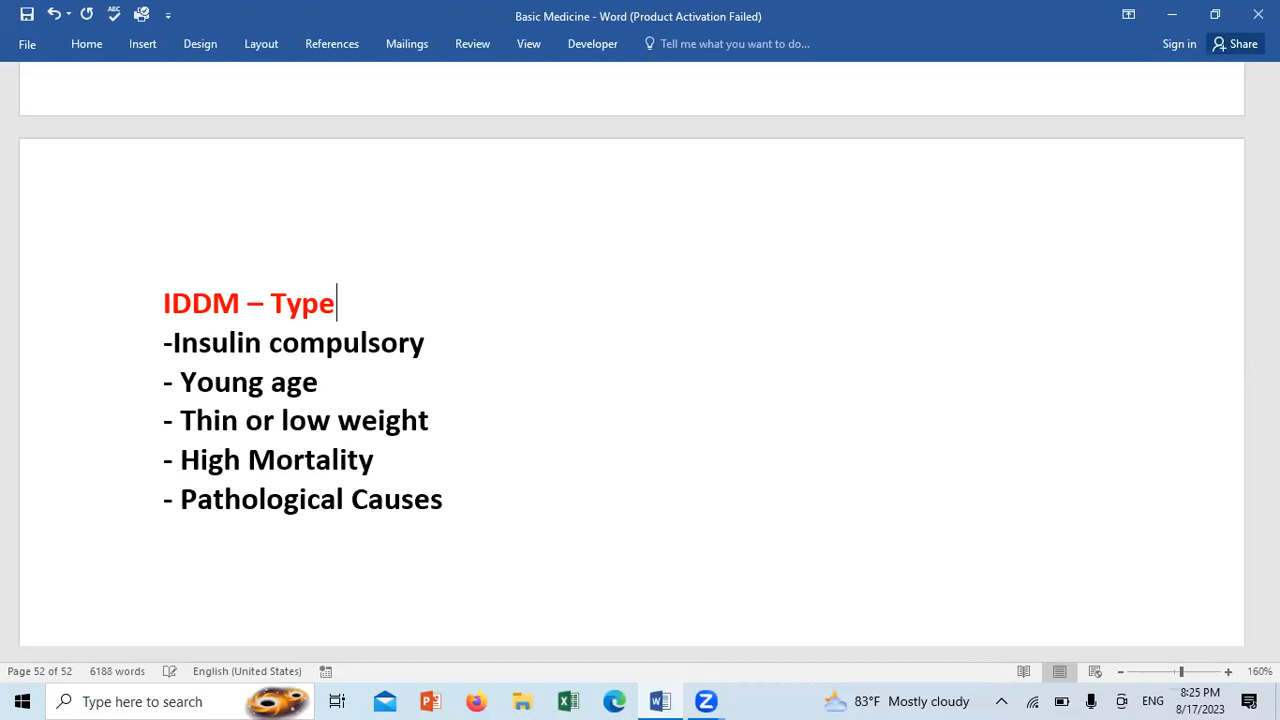 Basic Medicine - Word (Product Activation Failed)
File Home Insert Design Layout References Mailings Review View Developer Tell me what you want to do... Sign in Share
IDDM – Type
-Insulin compulsory
- Young age
- Thin or low weight
- High Mortality
- Pathological Causes
Page 52 of 52 6188 words English (United States) 160%
Type here to search 83°F Mostly cloudy ENG 8:25 PM
8/17/2023